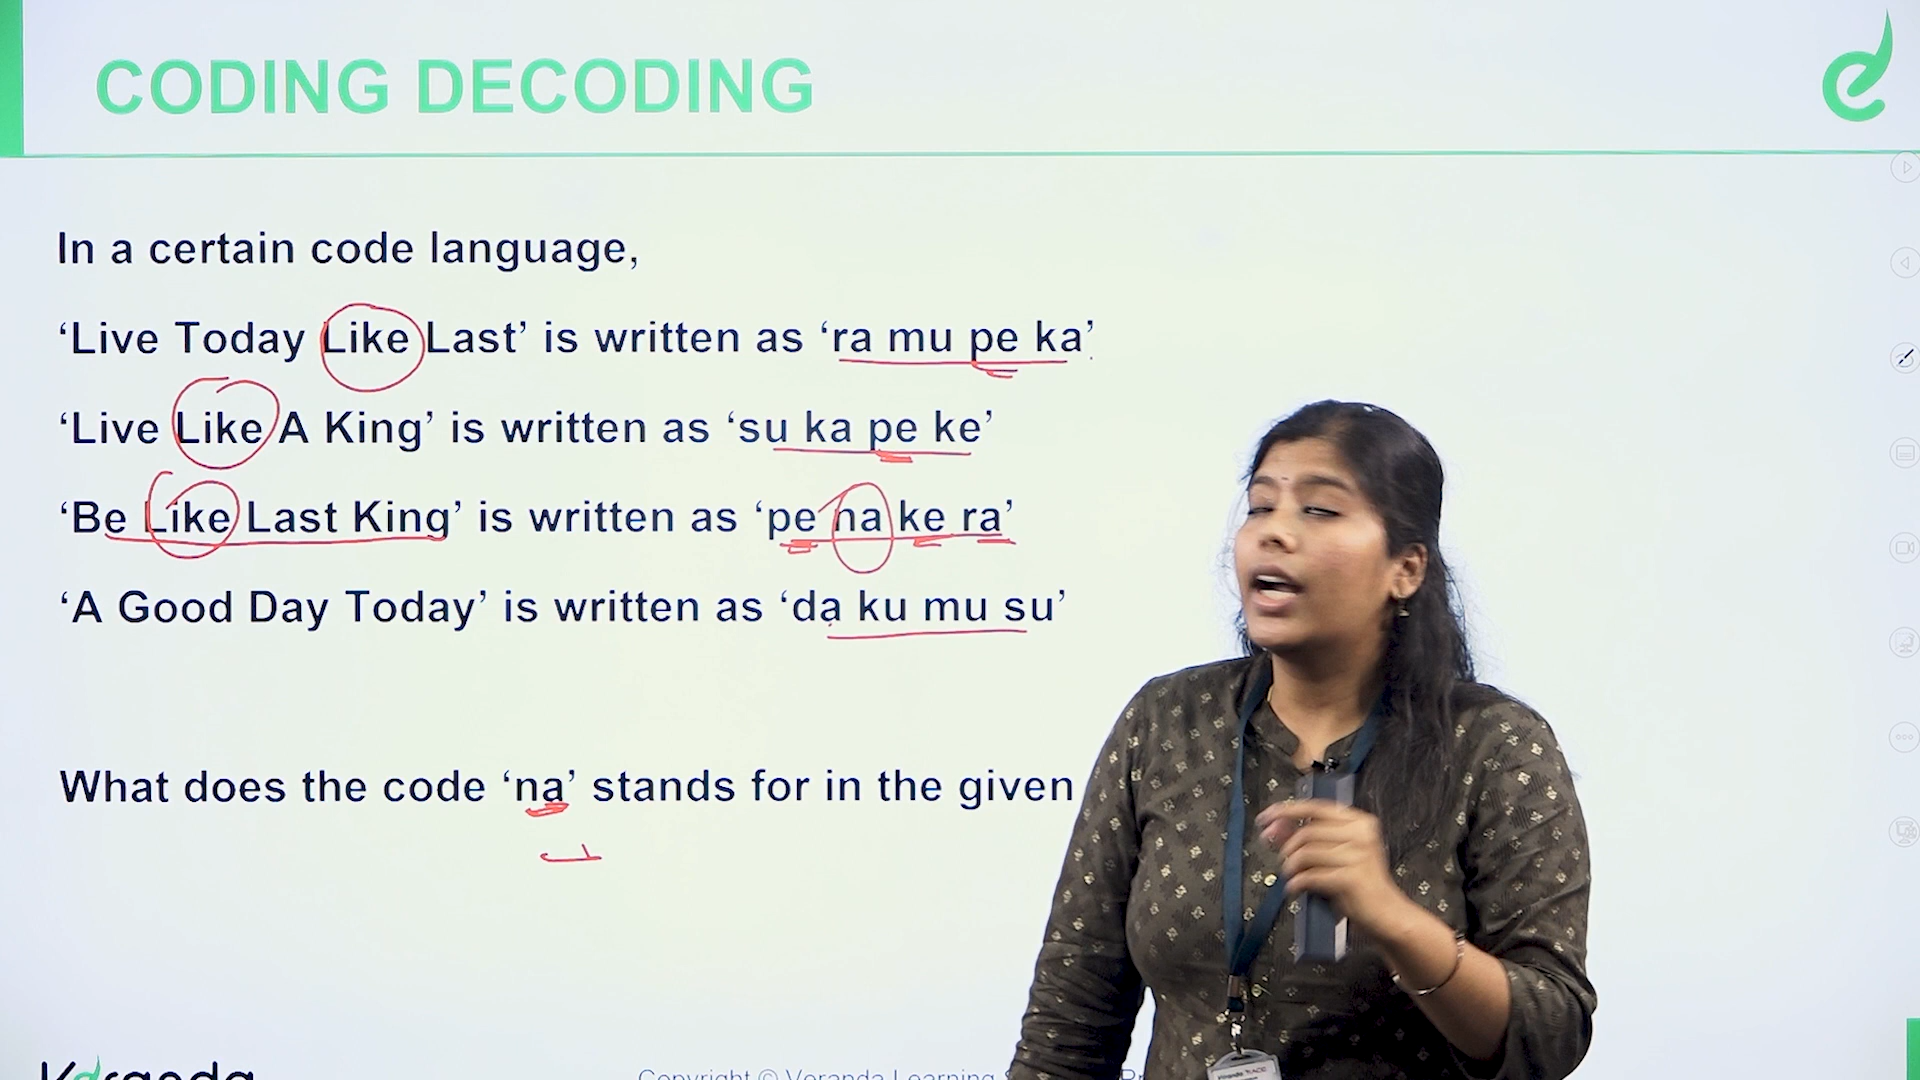 CODING DECODING
In a certain code language,
‘Live Today Like Last’ is written as ‘ra mu pe ka’
‘Live Like A King’ is written as ‘su ka pe ke’
‘Be Like Last King’ is written as ‘pe na ke ra’
‘A Good Day Today’ is written as ‘da ku mu su’
What does the code ‘na’ stands for in the given
Copyright © Veranda Learning